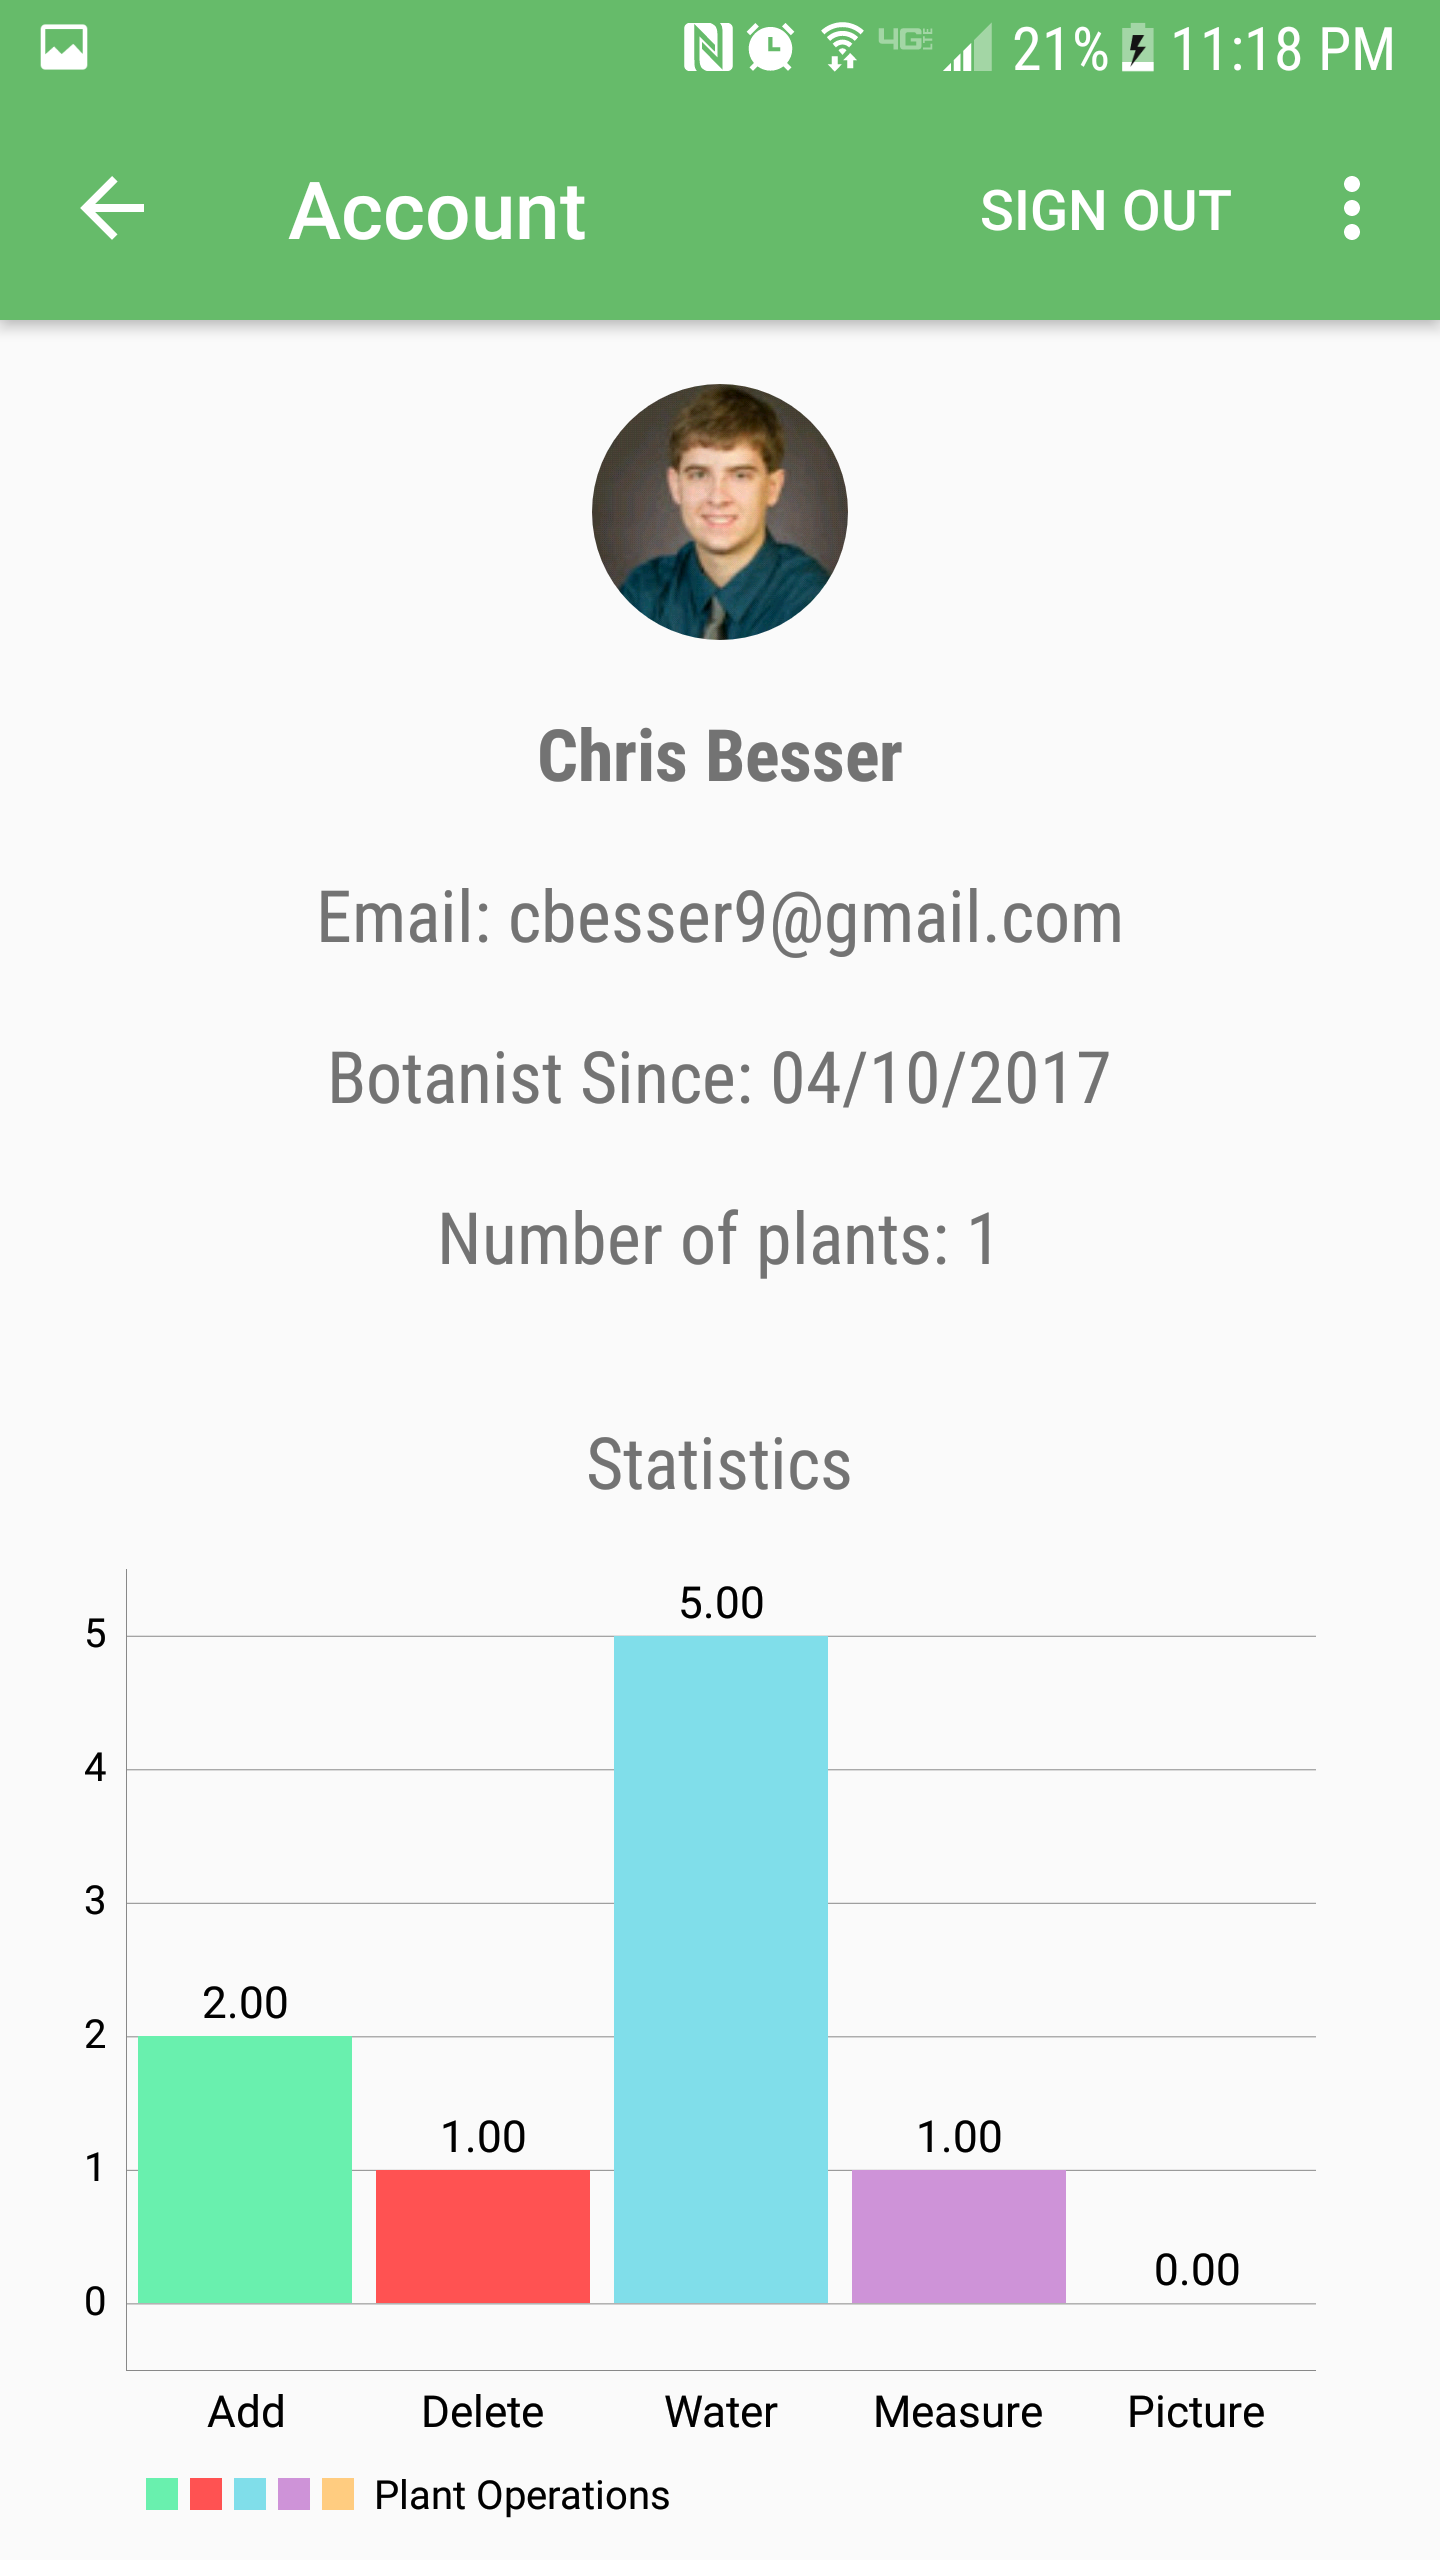 4G LTE 21% 11:18 PM
Account SIGN OUT
Chris Besser
Email: cbesser9@gmail.com
Botanist Since: 04/10/2017
Number of plants: 1
Statistics
5.00
5
4
3
2.00
2
1.00 1.00
1
0.00
0
Add Delete Water Measure Picture
Plant Operations